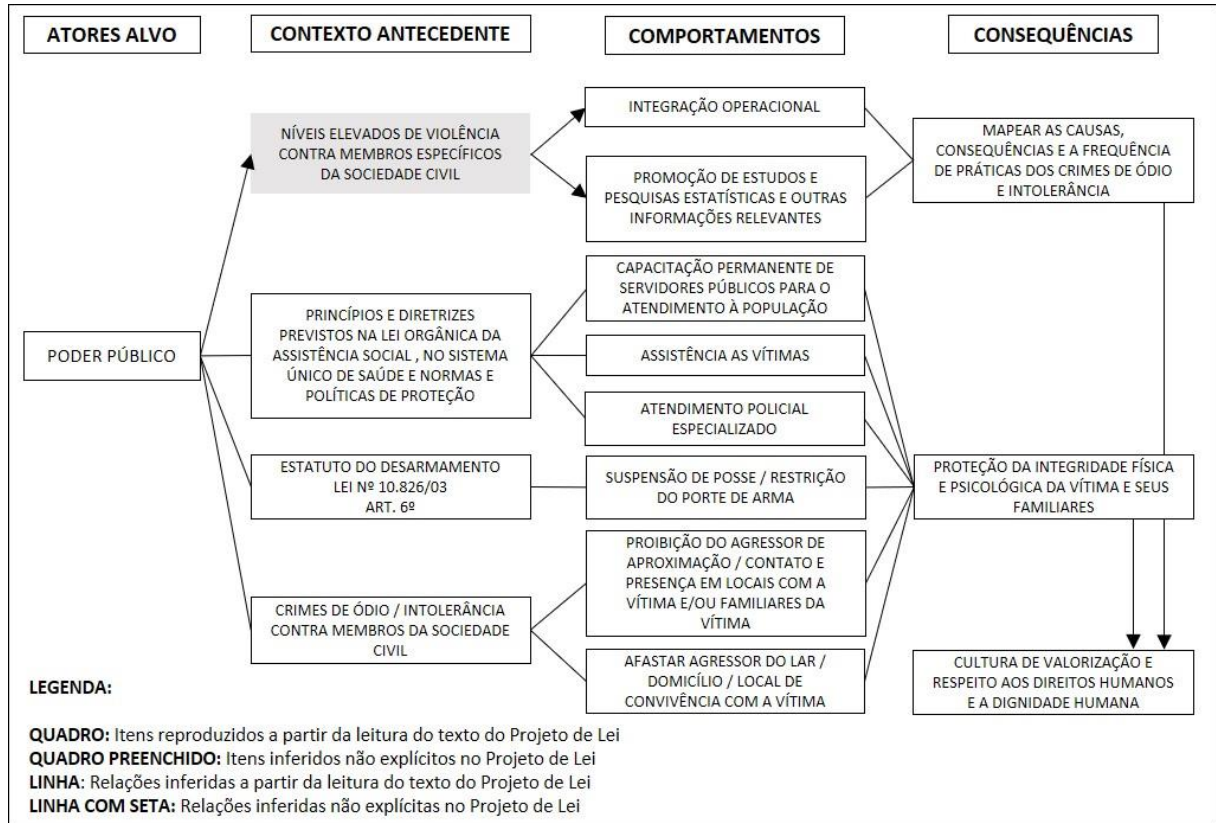 ATORES ALVO
CONTEXTO ANTECEDENTE
COMPORTAMENTOS
CONSEQUÊNCIAS
PODER PÚBLICO
NÍVEIS ELEVADOS DE VIOLÊNCIA
CONTRA MEMBROS ESPECÍFICOS
DA SOCIEDADE CIVIL
PRINCÍPIOS E DIRETRIZES
PREVISTOS NA LEI ORGÂNICA DA
ASSISTÊNCIA SOCIAL , NO SISTEMA
ÚNICO DE SAÚDE E NORMAS E
POLÍTICAS DE PROTEÇÃO
ESTATUTO DO DESARMAMENTO
LEI Nº 10.826/03
ART. 6º
CRIMES DE ÓDIO / INTOLERÂNCIA
CONTRA MEMBROS DA SOCIEDADE
CIVIL
INTEGRAÇÃO OPERACIONAL
PROMOÇÃO DE ESTUDOS E
PESQUISAS ESTATÍSTICAS E OUTRAS
INFORMAÇÕES RELEVANTES
CAPACITAÇÃO PERMANENTE DE
SERVIDORES PÚBLICOS PARA O
ATENDIMENTO À POPULAÇÃO
ASSISTÊNCIA AS VÍTIMAS
ATENDIMENTO POLICIAL
ESPECIALIZADO
SUSPENSÃO DE POSSE / RESTRIÇÃO
DO PORTE DE ARMA
PROIBIÇÃO DO AGRESSOR DE
APROXIMAÇÃO / CONTATO E
PRESENÇA EM LOCAIS COM A
VÍTIMA E/OU FAMILIARES DA
VÍTIMA
AFASTAR AGRESSOR DO LAR /
DOMICÍLIO / LOCAL DE
CONVIVÊNCIA COM A VÍTIMA
MAPEAR AS CAUSAS,
CONSEQUÊNCIAS E A FREQUÊNCIA
DE PRÁTICAS DOS CRIMES DE ÓDIO
E INTOLERÂNCIA
PROTEÇÃO DA INTEGRIDADE FÍSICA
E PSICOLÓGICA DA VÍTIMA E SEUS
FAMILIARES
CULTURA DE VALORIZAÇÃO E
RESPEITO AOS DIREITOS HUMANOS
E A DIGNIDADE HUMANA
LEGENDA:
QUADRO: Itens reproduzidos a partir da leitura do texto do Projeto de Lei
QUADRO PREENCHIDO: Itens inferidos não explícitos no Projeto de Lei
LINHA: Relações inferidas a partir da leitura do texto do Projeto de Lei
LINHA COM SETA: Relações inferidas não explícitas no Projeto de Lei